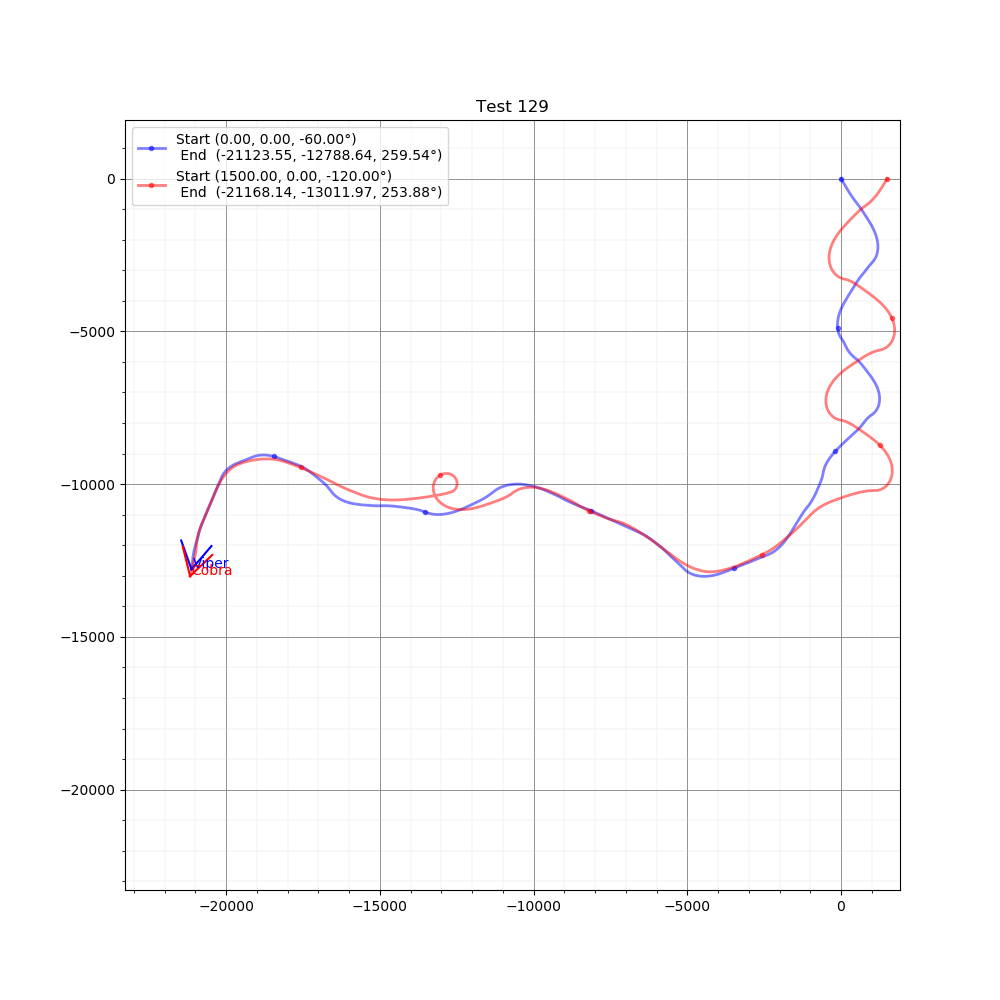 Test 129
Start (0.00, 0.00, -60.00°)
End  (-21123.55, -12788.64, 259.54°)
Start (1500.00, 0.00, -120.00°)
End  (-21168.14, -13011.97, 253.88°)
0
−5000
−10000
−15000
−20000
Viper
Cobra
−20000
−15000
−10000
−5000
0